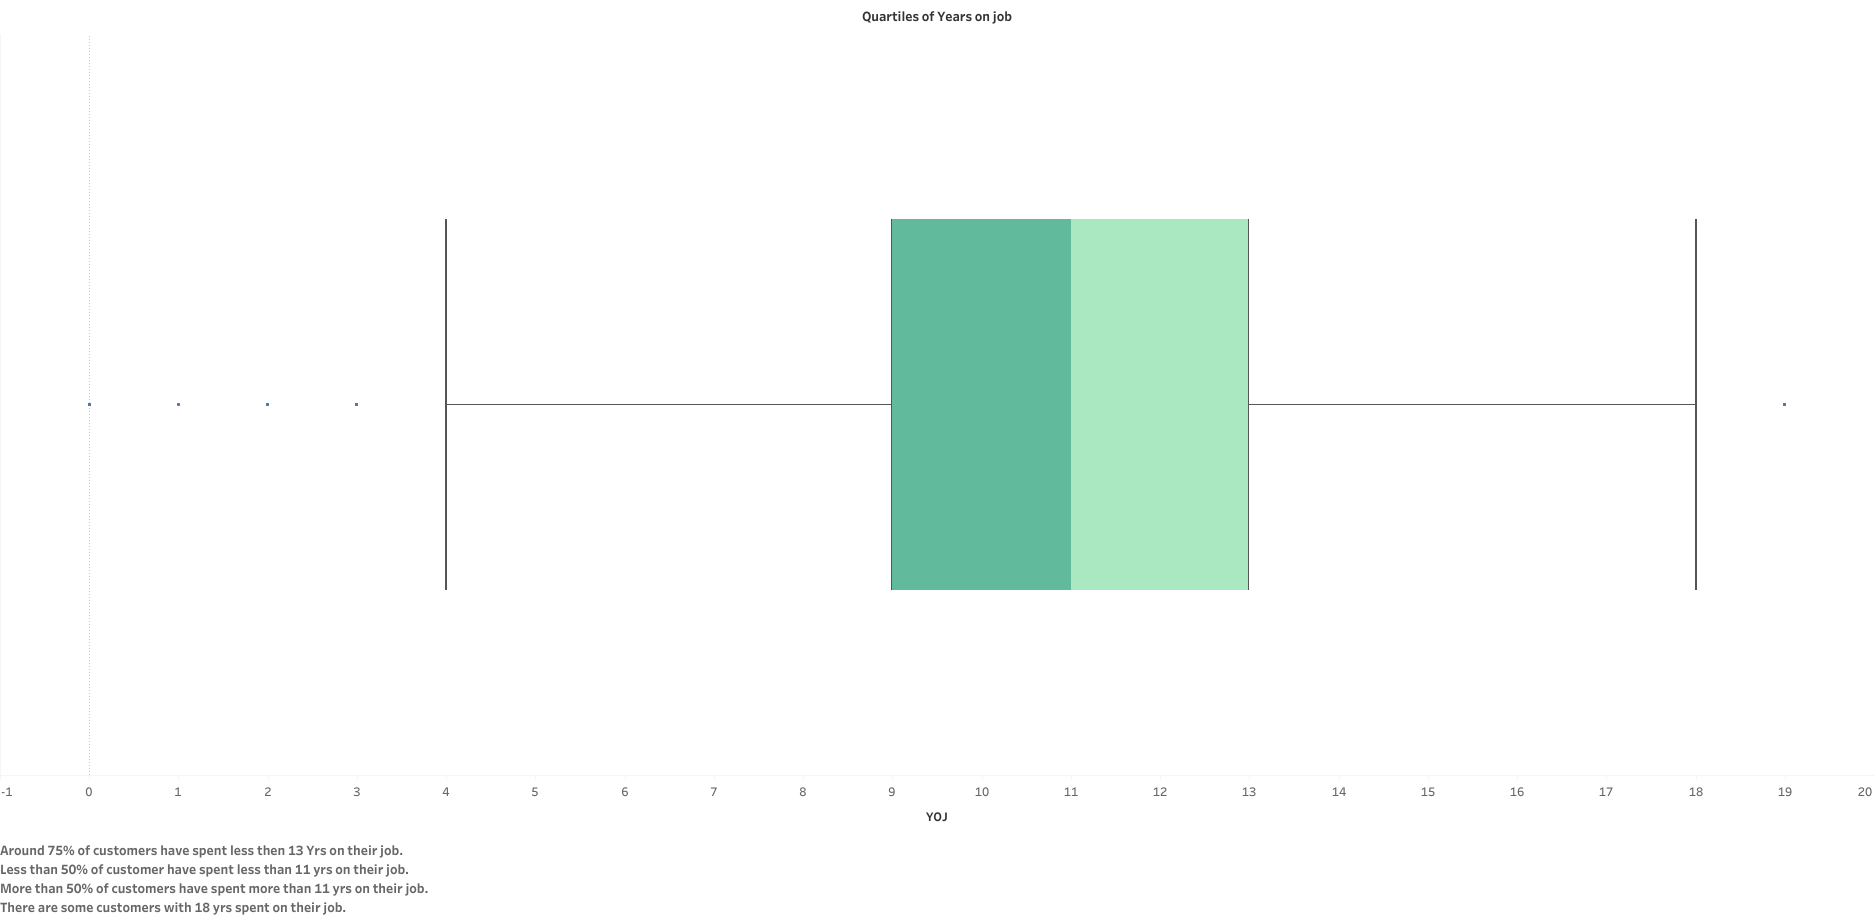 Quartiles of Years on job
-1 0 1 2 3 4 5 6 7 8 9 10 11 12 13 14 15 16 17 18 19 20
YOJ
Around 75% of customers have spent less then 13 Yrs on their job.
Less than 50% of customer have spent less than 11 yrs on their job.
More than 50% of customers have spent more than 11 yrs on their job.
There are some customers with 18 yrs spent on their job.